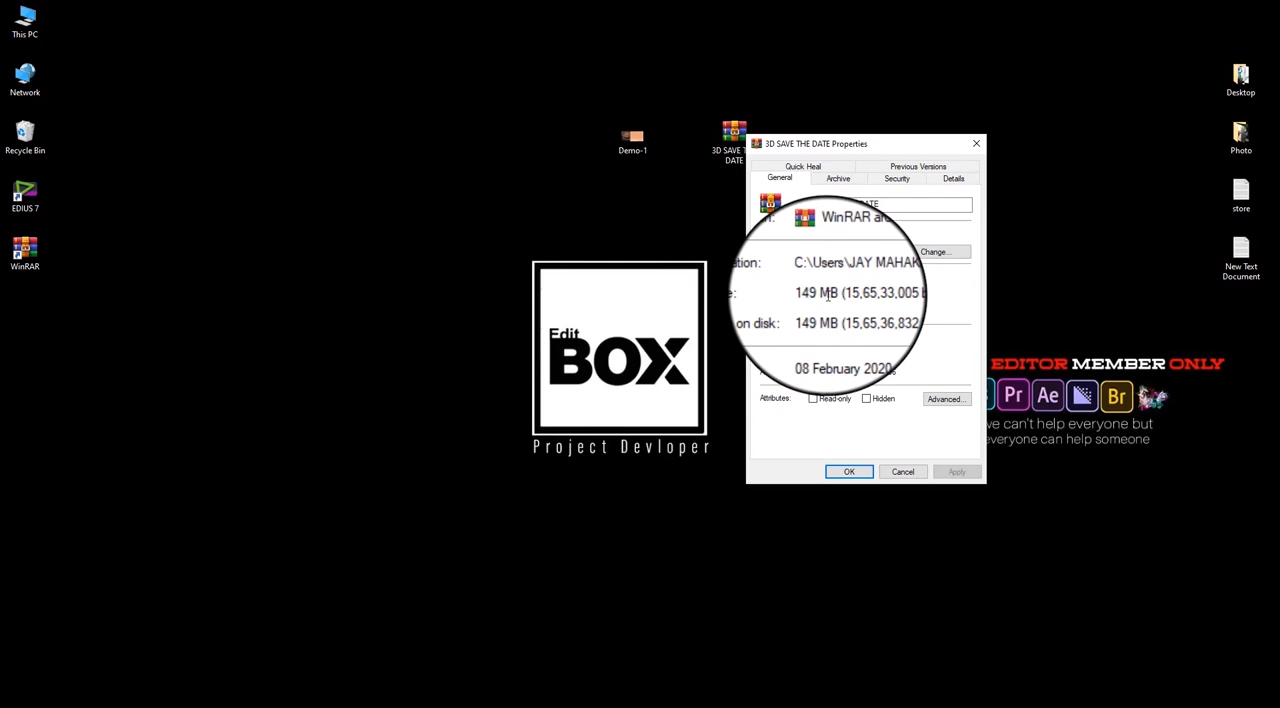 This PC
Network
Recycle Bin
EDIUS 7
WinRAR
Demo-1
3D SAVE T
DATE
3D SAVE THE DATE Properties
Quick Heal
Previous Versions
General
Archive
Security
Details
WinRAR
Change...
C:\Users\JAY MAHAK
149 MB (15,65,33,005
on disk:
149 MB (15,65,36,832
08 February 2020
Attributes:
Read-only
Hidden
Advanced...
OK
Cancel
Apply
Edit
BOX
Project Devloper
EDITOR MEMBER ONLY
Pr
Ae
Br
we can't help everyone but
everyone can help someone
Desktop
Photo
store
New Text
Document